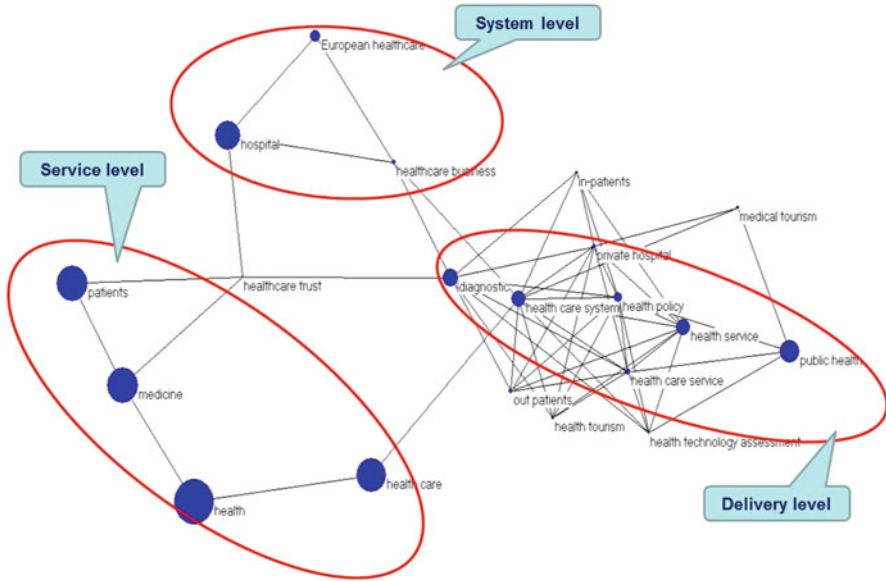 System level
European healthcare
hospital
healthcare business
Service level
in-patients
medical tourism
private hospital
healthcare trust
diagnostic
patients
health care system
health policy
health service
public health
medicine
health care service
out patients
health tourism
health technology assessment
health care
health
Delivery level